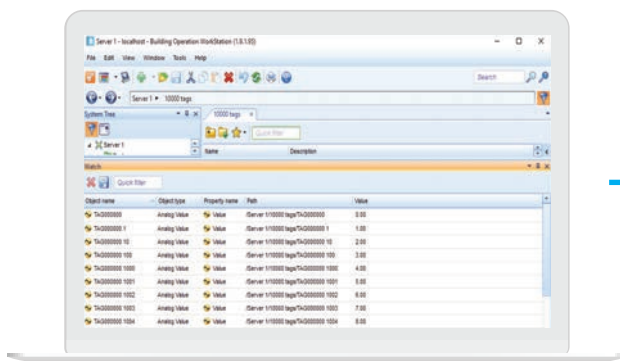 Server 1 - localhost - Building Operation WorkStation (1.8.1.95)
File Edit View Window Tools Help
Search
Server 1 10000 tags
System Tree 10000 tags
Quick filter
Server 1
Name Description
Watch
Quick filter
Object name Object type Property name Path Value
TAG000000 Analog Value Value /Server 1/10000 tags/TAG000000 0.00
TAG000000 1 Analog Value Value /Server 1/10000 tags/TAG000000 1 1.00
TAG000000 10 Analog Value Value /Server 1/10000 tags/TAG000000 10 2.00
TAG000000 100 Analog Value Value /Server 1/10000 tags/TAG000000 100 3.00
TAG000000 1000 Analog Value Value /Server 1/10000 tags/TAG000000 1000 4.00
TAG000000 1001 Analog Value Value /Server 1/10000 tags/TAG000000 1001 5.00
TAG000000 1002 Analog Value Value /Server 1/10000 tags/TAG000000 1002 6.00
TAG000000 1003 Analog Value Value /Server 1/10000 tags/TAG000000 1003 7.00
TAG000000 1004 Analog Value Value /Server 1/10000 tags/TAG000000 1004 8.00